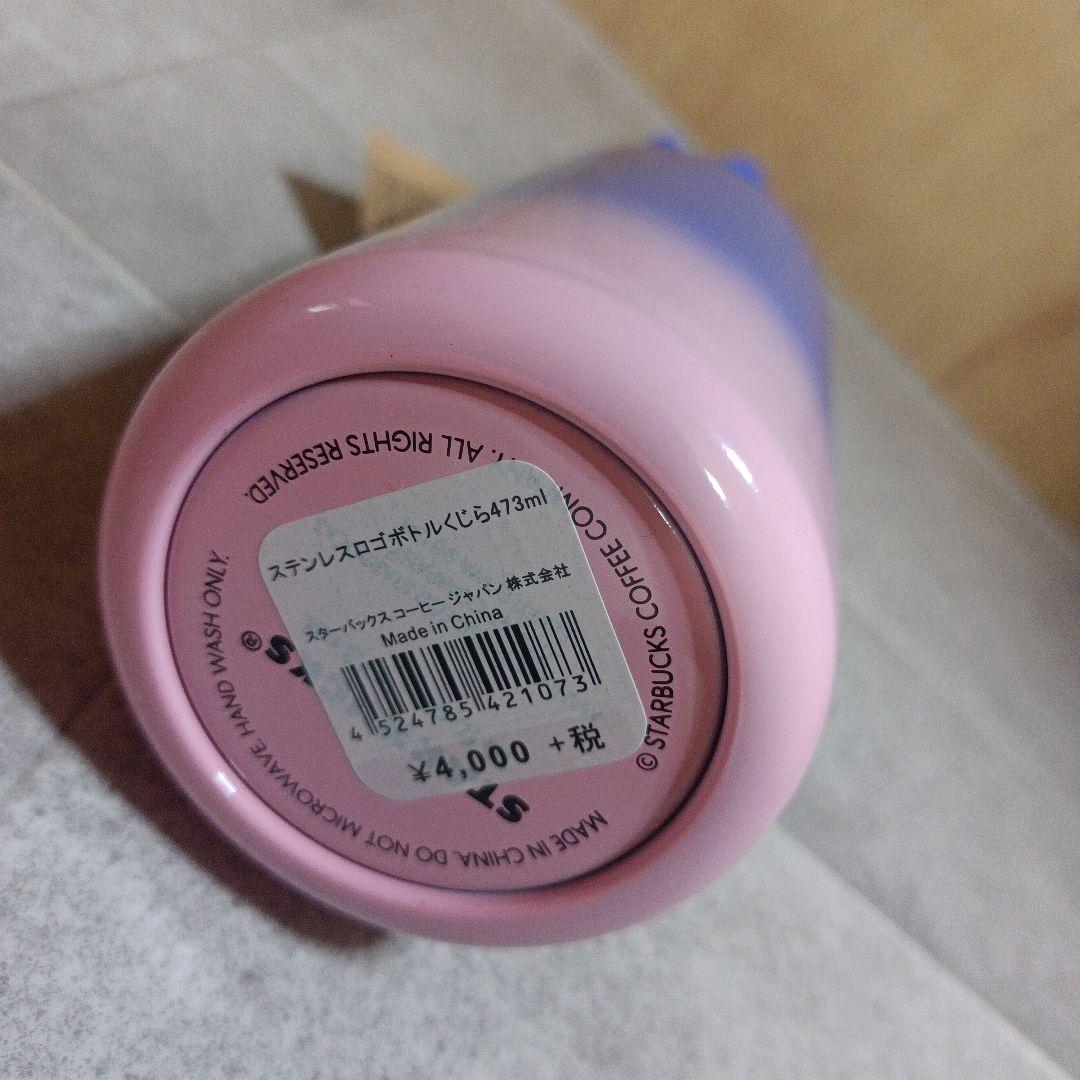 ステンレスロゴボトルくじら473ml
スターバックス コーヒー ジャパン 株式会社
Made in China
4 524785 421073
¥4,000 +税
© STARBUCKS COFFEE
ALL RIGHTS RESERVED.
MADE IN CHINA. DO NOT MICROWAVE HAND WASH ONLY.